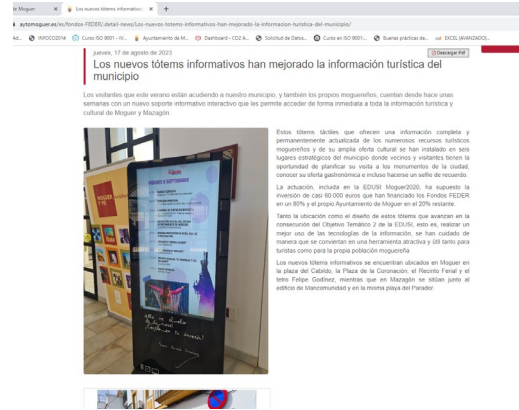 de Moguer
Los nuevos tótems informativos
aytomoguer.es/es/fondos-FEDER/.detail-news/Los-nuevos-totems-informativos-han-mejorado-la-informacion-turistica-del-municipio/
INFOCD2014 Curso ISO 9001 - IV... Ayuntamiento de M... Dashboard - CO2 A... Solicitud de Datos... Curso en ISO 9001:... Buenas prácticas de... EXCEL (AVANZADO)...
jueves, 17 de agosto de 2023
Descargar Pdf
Los nuevos tótems informativos han mejorado la información turística del
municipio
Los visitantes que este verano están acudiendo a nuestro municipio, y también los propios moguereños, cuentan desde hace unas
semanas con un nuevo soporte informativo interactivo que les permite acceder de forma inmediata a toda la información turística y
cultural de Moguer y Mazagón.
Estos tótems táctiles que ofrecen una información completa y
permanentemente actualizada de los numerosos recursos turísticos
moguereños y de su amplia oferta cultural se han instalado en seis
lugares estratégicos del municipio donde vecinos y visitantes tienen la
oportunidad de planificar su visita a los monumentos de la ciudad,
conocer su oferta gastronómica e incluso hacerse un selfie de recuerdo.
La actuación, incluida en la EDUSI Moguer2020, ha supuesto la
inversión de casi 60.000 euros que han financiado los Fondos FEDER
en un 80% y el propio Ayuntamiento de Moguer en el 20% restante.
Tanto la ubicación como el diseño de estos tótems que avanzan en la
consecución del Objetivo Temático 2 de la EDUSI, esto es, realizar un
mejor uso de las tecnologías de la información, se han cuidado de
manera que se conviertan en una herramienta atractiva y útil tanto para
turistas como para la propia población moguereña
Los nuevos tótems informativos se encuentran ubicados en Moguer en
la plaza del Cabildo, la Plaza de la Coronación, el Recinto Ferial y el
tetro Felipe Godínez, mientras que en Mazagón se sitúan junto al
edificio de Mancomunidad y en la misma playa del Parador
MOGUER